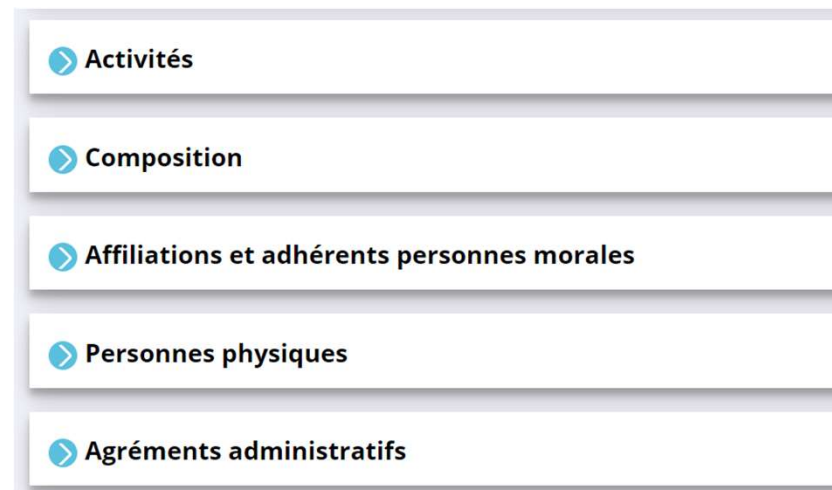 Activités
Composition
Affiliations et adhérents personnes morales
Personnes physiques
Agréments administratifs